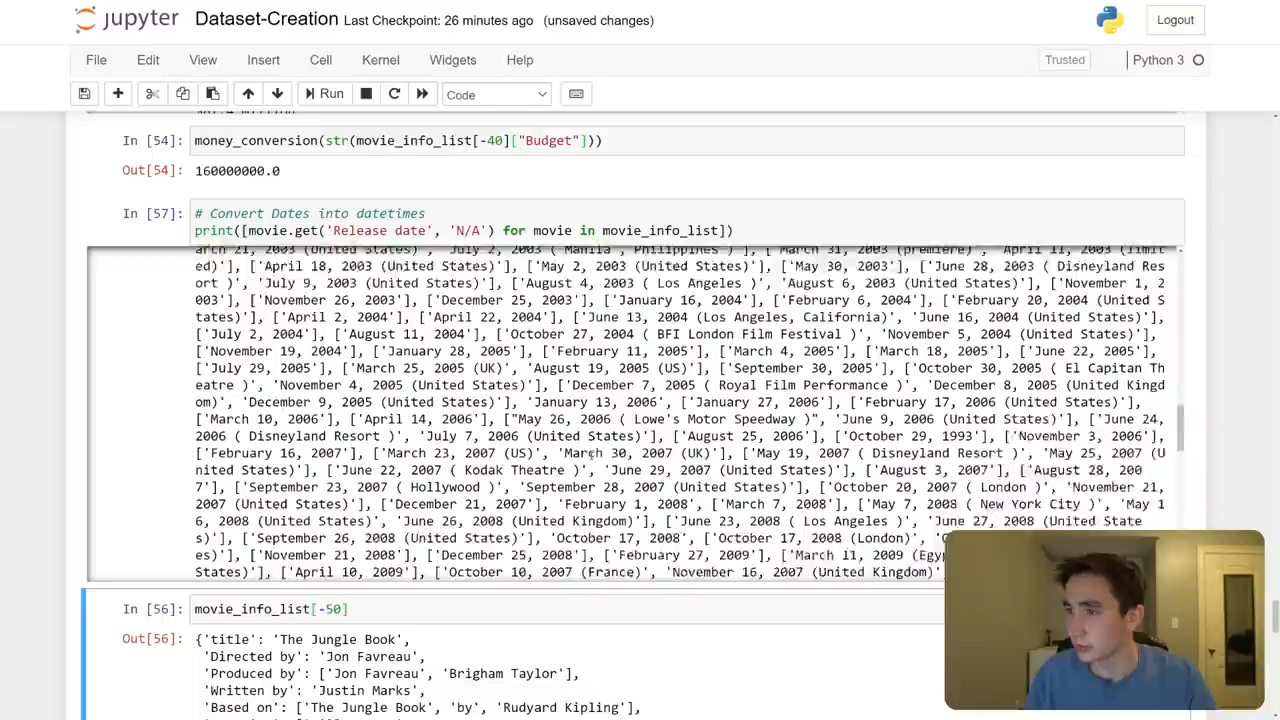 jupyter Dataset-Creation Last Checkpoint: 26 minutes ago (unsaved changes) Logout
File Edit View Insert Cell Kernel Widgets Help Trusted Python 3
Run Code
In [54]: money_conversion(str(movie_info_list[-40]["Budget"]))
Out[54]: 160000000.0
In [57]: # Convert Dates into datetimes
print([movie.get('Release date', 'N/A') for movie in movie_info_list])
April 21, 2003 (United States)', 'July 2, 2003 ( Manila , Philippines )'], ['March 31, 2003 (premiere)', 'April 11, 2003 (limit
ed)'], ['April 18, 2003 (United States)'], ['May 2, 2003 (United States)'], ['May 30, 2003'], ['June 28, 2003 ( Disneyland Res
ort )', 'July 9, 2003 (United States)'], ['August 4, 2003 ( Los Angeles )', 'August 6, 2003 (United States)'], ['November 1, 2
003'], ['November 26, 2003'], ['December 25, 2003'], ['January 16, 2004'], ['February 6, 2004'], ['February 20, 2004 (United S
tates)'], ['April 2, 2004'], ['April 22, 2004'], ['June 13, 2004 (Los Angeles, California)', 'June 16, 2004 (United States)'],
['July 2, 2004'], ['August 11, 2004'], ['October 27, 2004 ( BFI London Film Festival )', 'November 5, 2004 (United States)'],
['November 19, 2004'], ['January 28, 2005'], ['February 11, 2005'], ['March 4, 2005'], ['March 18, 2005'], ['June 22, 2005'],
['July 29, 2005'], ['March 25, 2005 (UK)', 'August 19, 2005 (US)'], ['September 30, 2005'], ['October 30, 2005 ( El Capitan Th
eatre )', 'November 4, 2005 (United States)'], ['December 7, 2005 ( Royal Film Performance )', 'December 8, 2005 (United Kingd
om)', 'December 9, 2005 (United States)'], ['January 13, 2006'], ['January 27, 2006'], ['February 17, 2006 (United States)'],
['March 10, 2006'], ['April 14, 2006'], ["May 26, 2006 ( Lowe's Motor Speedway )", 'June 9, 2006 (United States)'], ['June 24,
2006 ( Disneyland Resort )', 'July 7, 2006 (United States)'], ['August 25, 2006'], ['October 29, 1993'], ['November 3, 2006'],
['February 16, 2007'], ['March 23, 2007 (US)', 'March 30, 2007 (UK)'], ['May 19, 2007 ( Disneyland Resort )', 'May 25, 2007 (U
nited States)'], ['June 22, 2007 ( Kodak Theatre )', 'June 29, 2007 (United States)'], ['August 3, 2007'], ['August 28, 200
7'], ['September 23, 2007 ( Hollywood )', 'September 28, 2007 (United States)'], ['October 20, 2007 ( London )', 'November 21,
2007 (United States)'], ['December 21, 2007'], 'February 1, 2008', ['March 7, 2008'], ['May 7, 2008 ( New York City )', 'May 1
6, 2008 (United States)', 'June 26, 2008 (United Kingdom)'], ['June 23, 2008 ( Los Angeles )', 'June 27, 2008 (United State
s)'], ['September 2008 'October 17, 2008', ['October 17, 2008 (London)',
es)'], ['November 21, 2008'], ['December 25, 2008'], ['February 27, 2009'], ['March 11, 2009 (Egyp
States)'], ['April 10, 2009'], ['October 10, 2007 (France)', 'November 16, 2007 (United Kingdom)'
In [56]: movie_info_list[-50]
Out[56]: {'title': 'The Jungle Book',
'Directed by': 'Jon Favreau',
'Produced by': ['Jon Favreau', 'Brigham Taylor'],
'Written by': 'Justin Marks',
'Based on': ['The Jungle Book', 'by', 'Rudyard Kipling'],